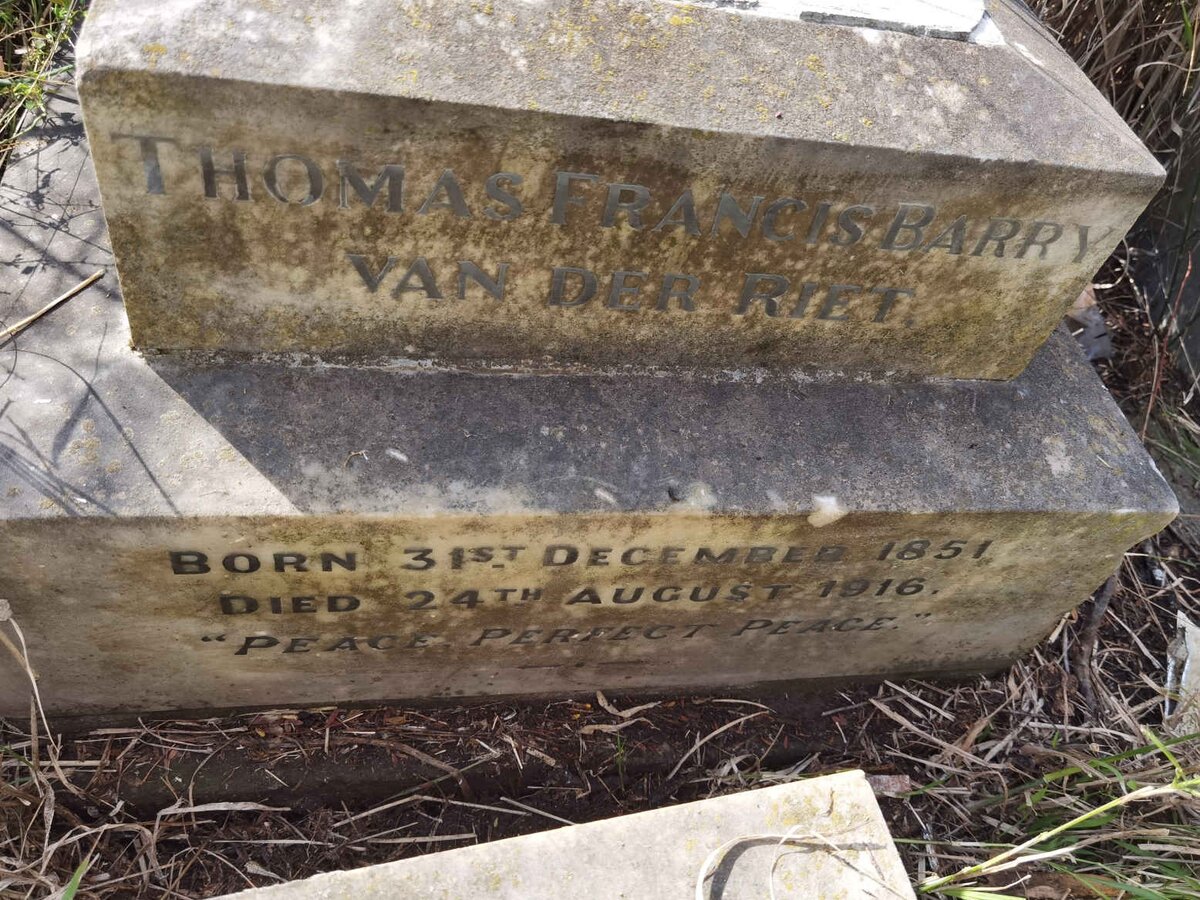 THOMAS FRANCIS BARRY
VAN DER RIET.
BORN 31ST DECEMBER 1851
DIED 24TH AUGUST 1916.
"PEACE, PERFECT PEACE."